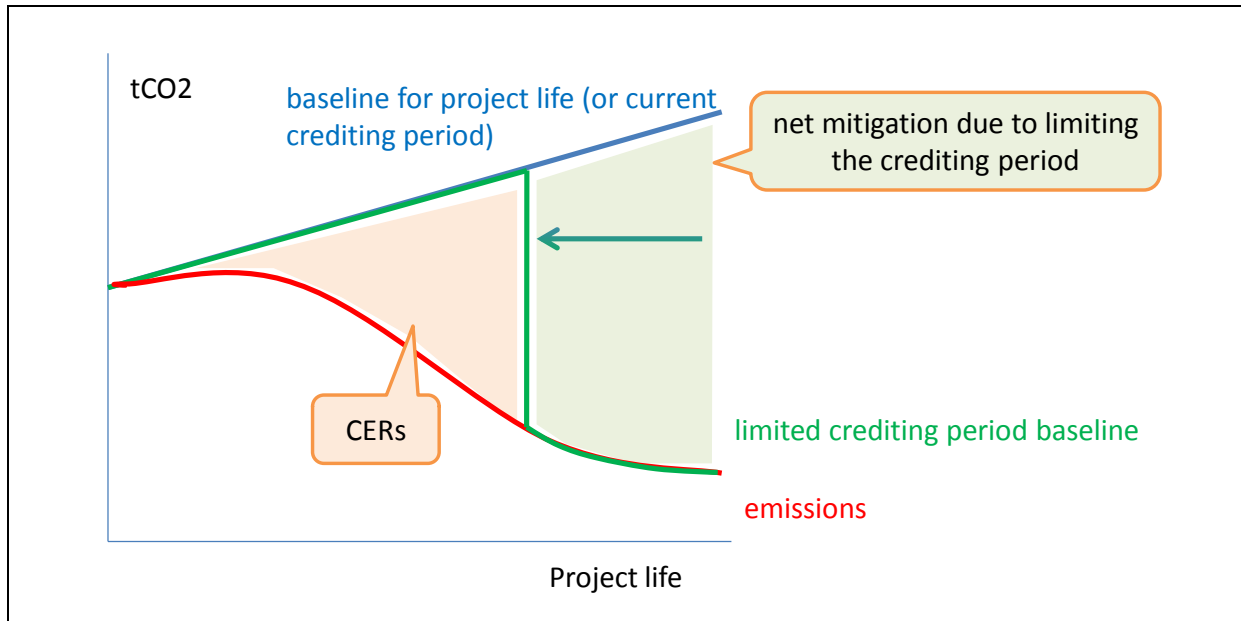 tCO2
baseline for project life (or current
crediting period)
net mitigation due to limiting
the crediting period
CERs
limited crediting period baseline
emissions
Project life